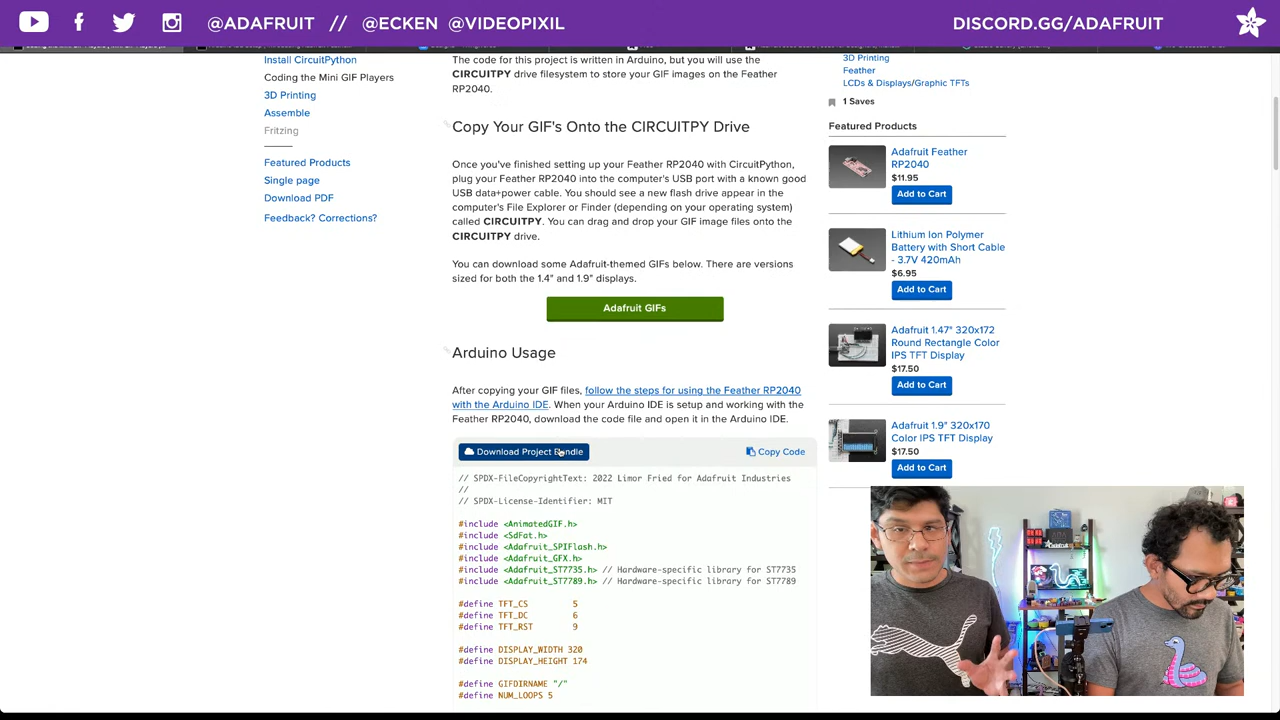 @ADAFRUIT // @ECKEN @VIDEOPIXIL
DISCORD.GG/ADAFRUIT
Install CircuitPython
Coding the Mini GIF Players
3D Printing
Assemble
Fritzing
Featured Products
Single page
Download PDF
Feedback? Corrections?
The code for this project is written in Arduino, but you will use the
CIRCUITPY drive filesystem to store your GIF images on the Feather
RP2040.
Copy Your GIF's Onto the CIRCUITPY Drive
Once you've finished setting up your Feather RP2040 with CircuitPython,
plug your Feather RP2040 into the computer's USB port with a known good
USB data+power cable. You should see a new flash drive appear in the
computer's File Explorer or Finder (depending on your operating system)
called CIRCUITPY. You can drag and drop your GIF image files onto the
CIRCUITPY drive.
You can download some Adafruit-themed GIFs below. There are versions
sized for both the 1.4" and 1.9" displays.
Adafruit GIFs
Arduino Usage
After copying your GIF files, follow the steps for using the Feather RP2040
with the Arduino IDE. When your Arduino IDE is setup and working with the
Feather RP2040, download the code file and open it in the Arduino IDE.
Download Project Bundle
Copy Code
// SPDX-FileCopyrightText: 2022 Limor Fried for Adafruit Industries
//
// SPDX-License-Identifier: MIT
#include <AnimatedGIF.h>
#include <SdFat.h>
#include <Adafruit_SPIFlash.h>
#include <Adafruit_GFX.h>
#include <Adafruit_ST7735.h> // Hardware-specific library for ST7735
#include <Adafruit_ST7789.h> // Hardware-specific library for ST7789
#define TFT_CS 5
#define TFT_DC 6
#define TFT_RST 9
#define DISPLAY_WIDTH 320
#define DISPLAY_HEIGHT 174
#define GIFDIRNAME "/"
#define NUM_LOOPS 5
3D Printing
Feather
LCDs & Displays/Graphic TFTs
1 Saves
Featured Products
Adafruit Feather
RP2040
$11.95
Add to Cart
Lithium Ion Polymer
Battery with Short Cable
- 3.7V 420mAh
$6.95
Add to Cart
Adafruit 1.47" 320x172
Round Rectangle Color
IPS TFT Display
$17.50
Add to Cart
Adafruit 1.9" 320x170
Color IPS TFT Display
$17.50
Add to Cart